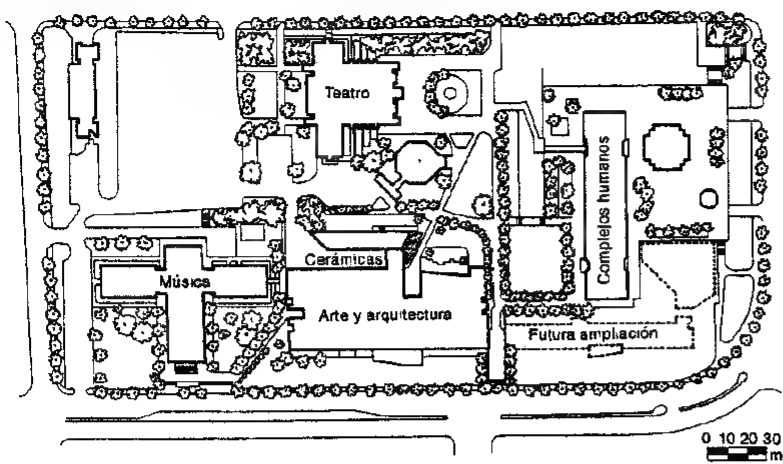 Teatro
Complejos humanos
Cerámicas
Música
Arte y arquitectura
Futura ampliación
0 10 20 30
m